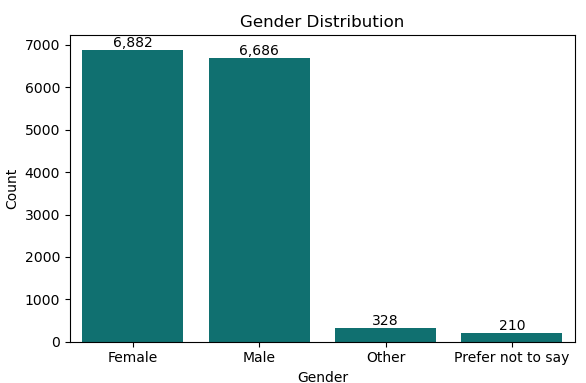 Gender Distribution
7000
6000
5000
4000
3000
2000
1000
0
Count
6,882
6,686
328
210
Female
Male
Other
Prefer not to say
Gender